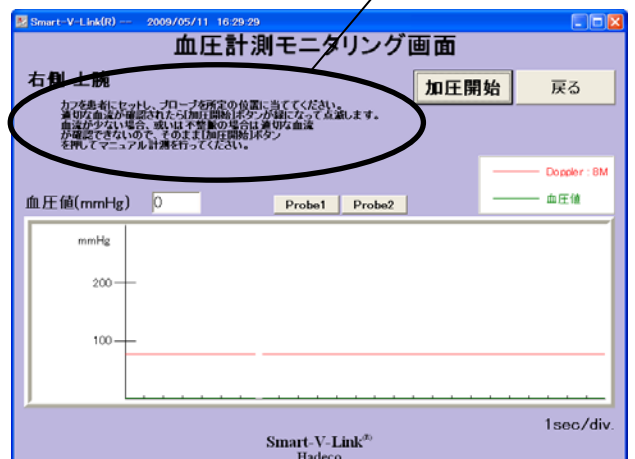 Smart-V-Link(R) -- 2009/05/11 16:29:29
血圧計測モニタリング画面
右側 上腕
加圧開始
戻る
カフを患者にセットし、プローブを所定の位置に当ててください。
適切な血流が確認されたら[加圧開始]ボタンが緑になって点滅します。
血流が少ない場合、或いは不整脈の場合は適切な血流
が確認できないので、そのまま[加圧開始]ボタン
を押してマニュアル計測を行ってください。
Doppler : 8M
血圧値
血圧値(mmHg) 0
Probe1
Probe2
mmHg
200
100
1sec/div.
Smart-V-Link(R)
Hadeco